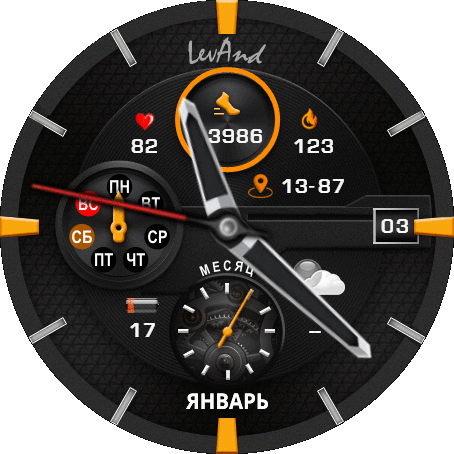 LevAnd
3986
82
123
13-87
ПН
ВС
ВТ
СБ
СР
ПТ
ЧТ
03
МЕСЯЦ
17
–
ЯНВАРЬ